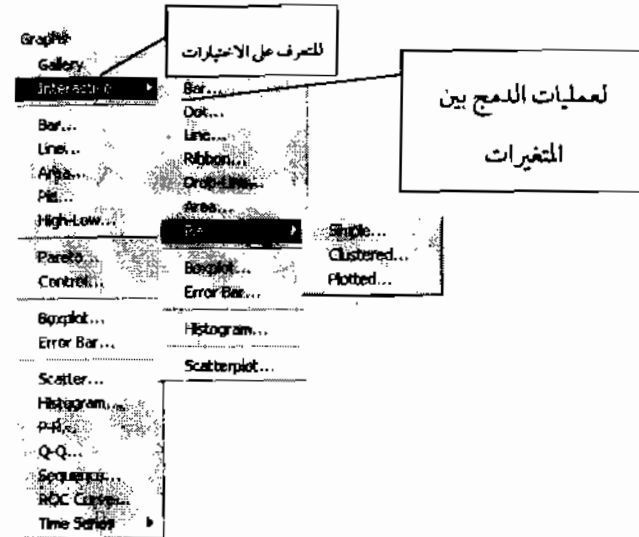 Graphs
Gallery
Interactive
Bar...
Line...
Area...
Pie...
High-Low...
Pareto...
Control...
Boxplot...
Error Bar...
Scatter...
Histogram...
P-P...
Q-Q...
Sequence...
ROC Curve...
Time Series
للتعرف على الاختيارات
Bar...
Dot...
Line...
Ribbon...
Drop-Line...
Area...
Pie
Boxplot...
Error Bar...
Histogram...
Scatterplot...
Simple...
Clustered...
Plotted...
لعمليات الدمج بين
المتغيرات